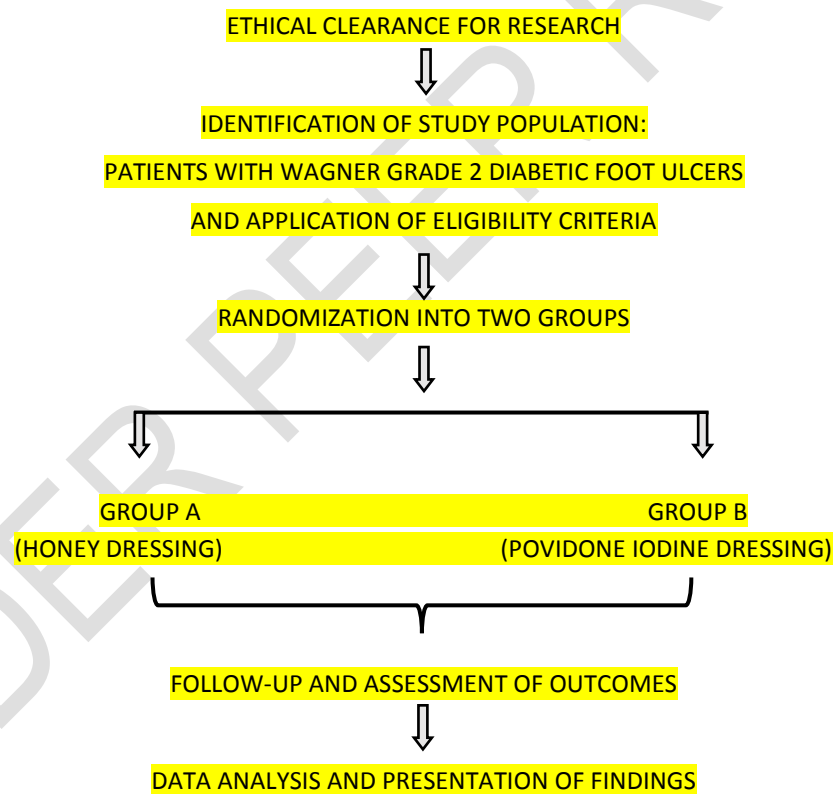 ETHICAL CLEARANCE FOR RESEARCH
IDENTIFICATION OF STUDY POPULATION:
PATIENTS WITH WAGNER GRADE 2 DIABETIC FOOT ULCERS
AND APPLICATION OF ELIGIBILITY CRITERIA
RANDOMIZATION INTO TWO GROUPS
GROUP A GROUP B
(HONEY DRESSING) (POVIDONE IODINE DRESSING)
FOLLOW-UP AND ASSESSMENT OF OUTCOMES
DATA ANALYSIS AND PRESENTATION OF FINDINGS
DER PEER R